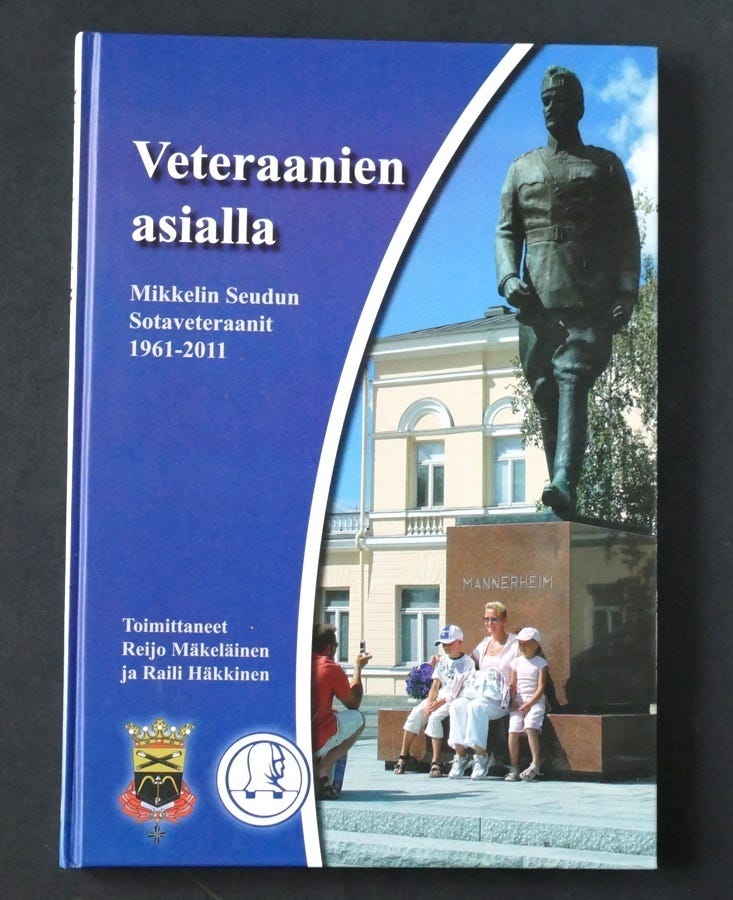 Veteraanien
asialla
Mikkelin Seudun
Sotaveteraanit
1961-2011
MANNERHEIM
Toimittaneet
Reijo Mäkeläinen
ja Raili Häkkinen